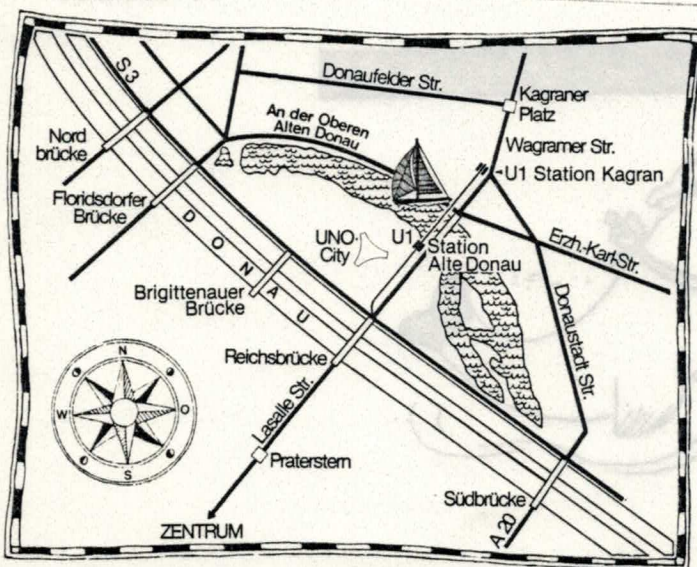 S3
Donaufelder Str.
Kagraner
Platz
An der Oberen
Alten Donau
Nord
brücke
Wagramer Str.
U1 Station Kagran
Floridsdorfer
Brücke
DONAU
UNO-
City
U1
Station
Alte Donau
Erzh.-Karl-Str.
Brigittenauer
Brücke
Donaustadt Str.
Reichsbrücke
N
W
O
S
Lasalle Str.
Praterstern
Südbrücke
A 20
ZENTRUM